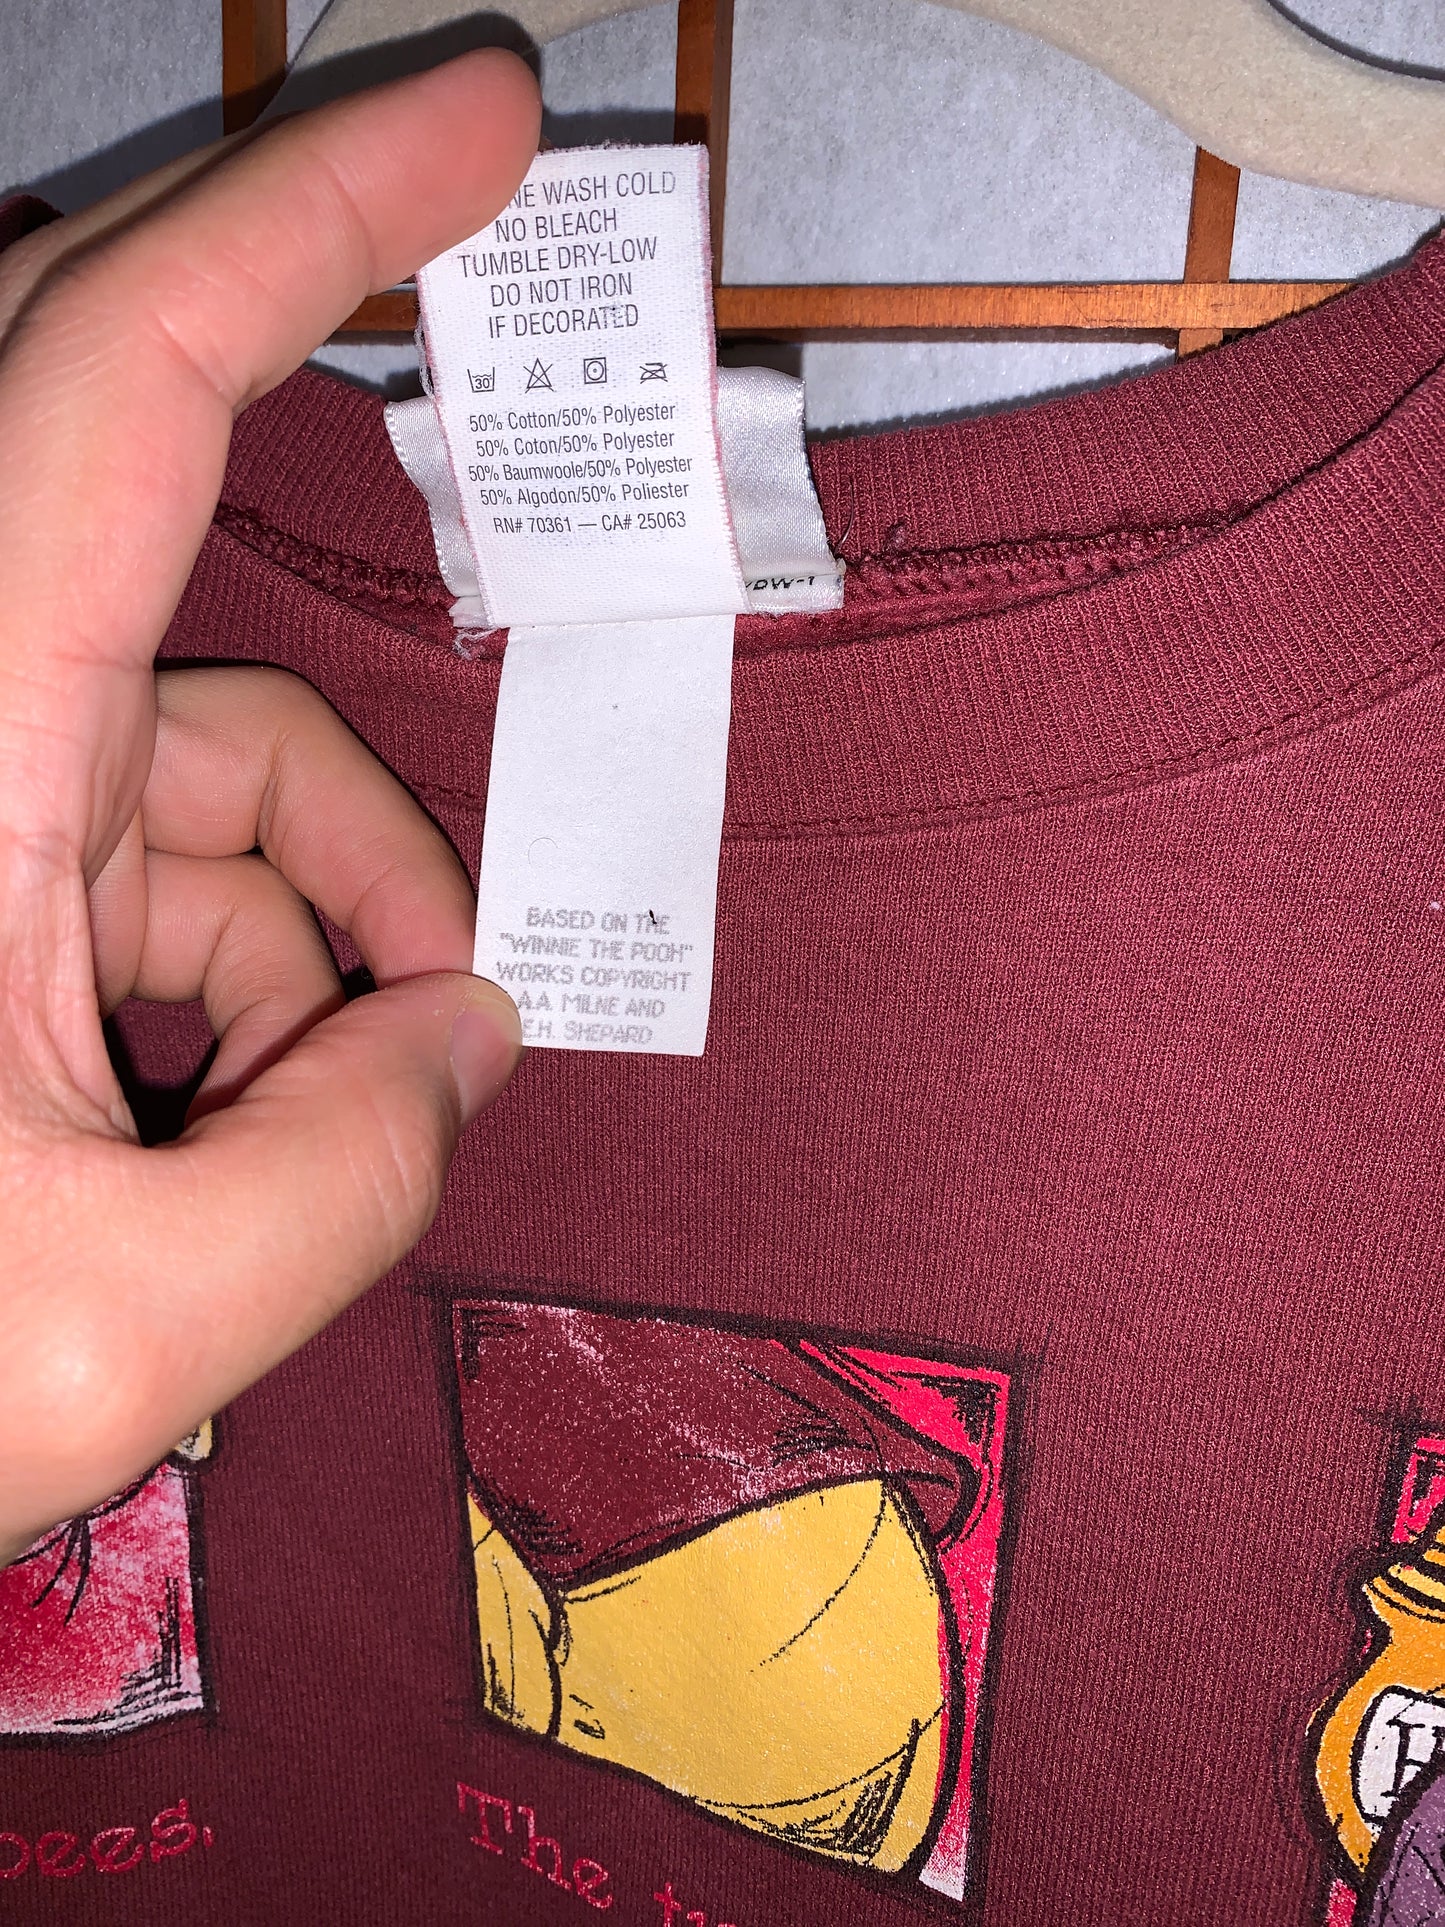 WASH COLD
NO BLEACH
TUMBLE DRY-LOW
DO NOT IRON
IF DECORATED
30
50% Cotton/50% Polyester
50% Coton/50% Polyester
50% Baumwoole/50% Polyester
50% Algodon/50% Poliester
RN# 70361 — CA# 25063
BASED ON THE
"WINNIE THE POOH"
WORKS COPYRIGHT
A.A. MILNE AND
E.H. SHEPARD
bees.
The
H